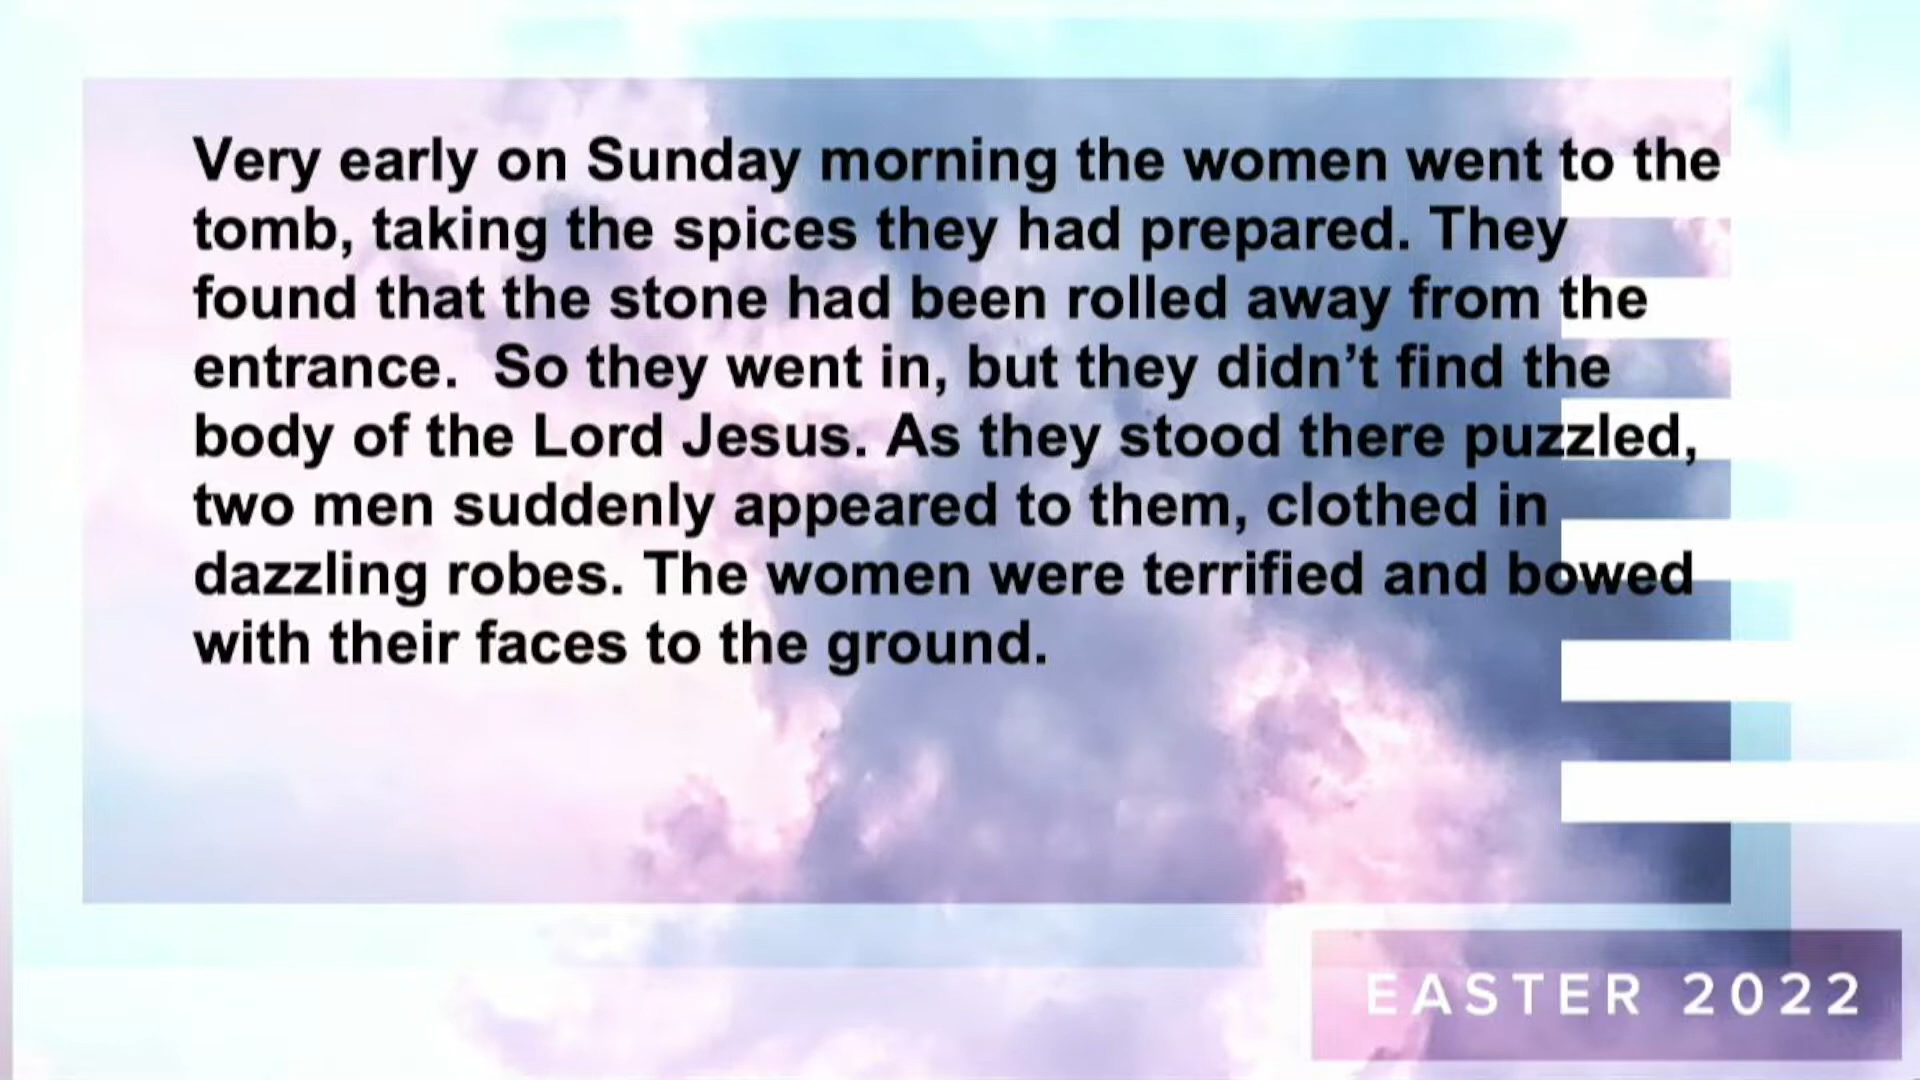 Very early on Sunday morning the women went to the
tomb, taking the spices they had prepared. They
found that the stone had been rolled away from the
entrance.  So they went in, but they didn’t find the
body of the Lord Jesus. As they stood there puzzled,
two men suddenly appeared to them, clothed in
dazzling robes. The women were terrified and bowed
with their faces to the ground.
EASTER 2022